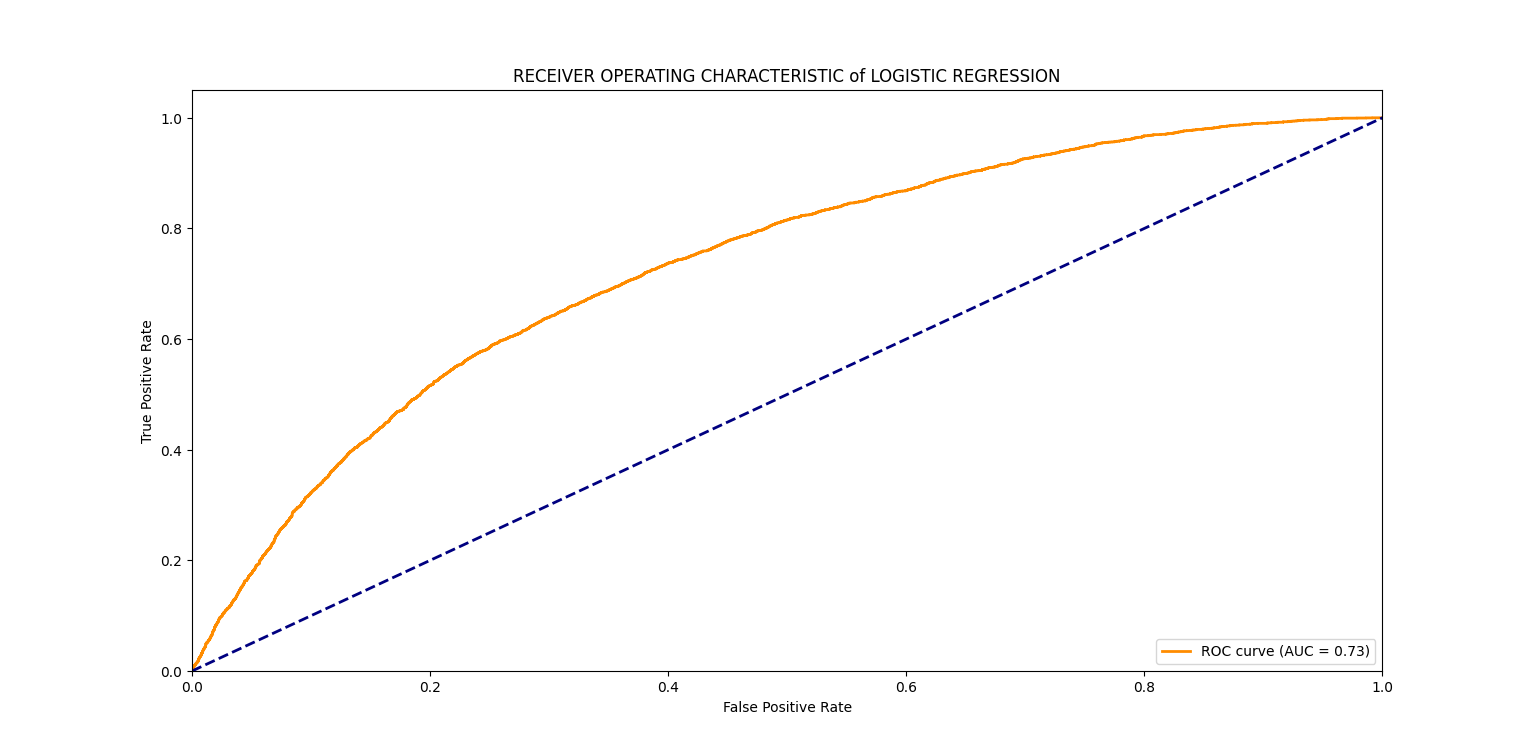 RECEIVER OPERATING CHARACTERISTIC of LOGISTIC REGRESSION
True Positive Rate
1.0
0.8
0.6
0.4
0.2
0.0
ROC curve (AUC = 0.73)
0.0 0.2 0.4 0.6 0.8 1.0
False Positive Rate